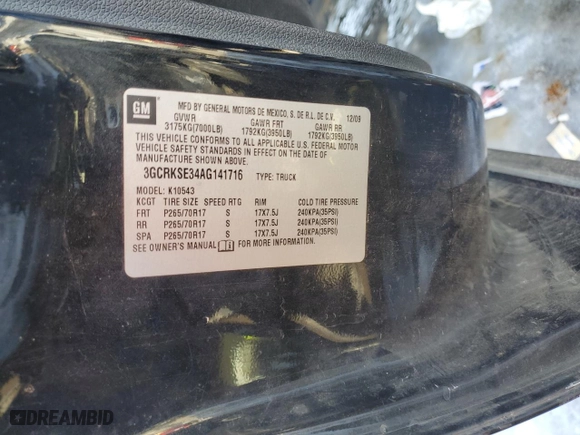 GM
MFD BY GENERAL MOTORS DE MEXICO, S. DE R.L. DE C.V. 12/09
GVWR GAWR FRT GAWR RR
3175KG(7000LB) 1792KG(3950LB) 1792KG(3950LB)
THIS VEHICLE CONFORMS TO ALL APPLICABLE U.S. FEDERAL MOTOR
VEHICLE SAFETY STANDARDS IN EFFECT ON THE DATE OF
MANUFACTURE SHOWN ABOVE.
3GCRKSE34AG141716 TYPE: TRUCK
MODEL: K10543
KCGT TIRE SIZE SPEED RTG RIM COLD TIRE PRESSURE
FRT P265/70R17 S 17X7.5J 240KPA(35PSI)
RR P265/70R17 S 17X7.5J 240KPA(35PSI)
SPA P265/70R17 S 17X7.5J 240KPA(35PSI)
SEE OWNER'S MANUAL
DREAMBID